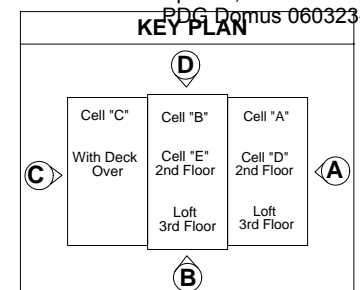 PDG Domus 060323
KEY PLAN
D
Cell "C"
With Deck
Over
Cell "B"
Cell "E"
2nd Floor
Loft
3rd Floor
Cell "A"
Cell "D"
2nd Floor
Loft
3rd Floor
C
A
B